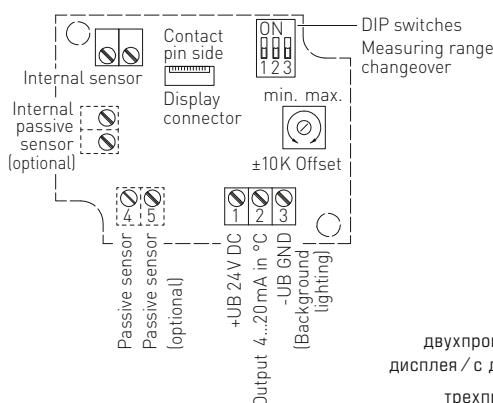 ON
1 2 3
DIP switches
Measuring range
changeover
Contact
pin side
Display
connector
Internal sensor
Internal
passive
sensor
(optional)
min. max.
±10K Offset
4 5
1 2 3
Passive sensor
Passive sensor
(optional)
+UB 24V DC
Output 4...20mA in °C
-UB GND
(Background
lighting)
дисплея / с д